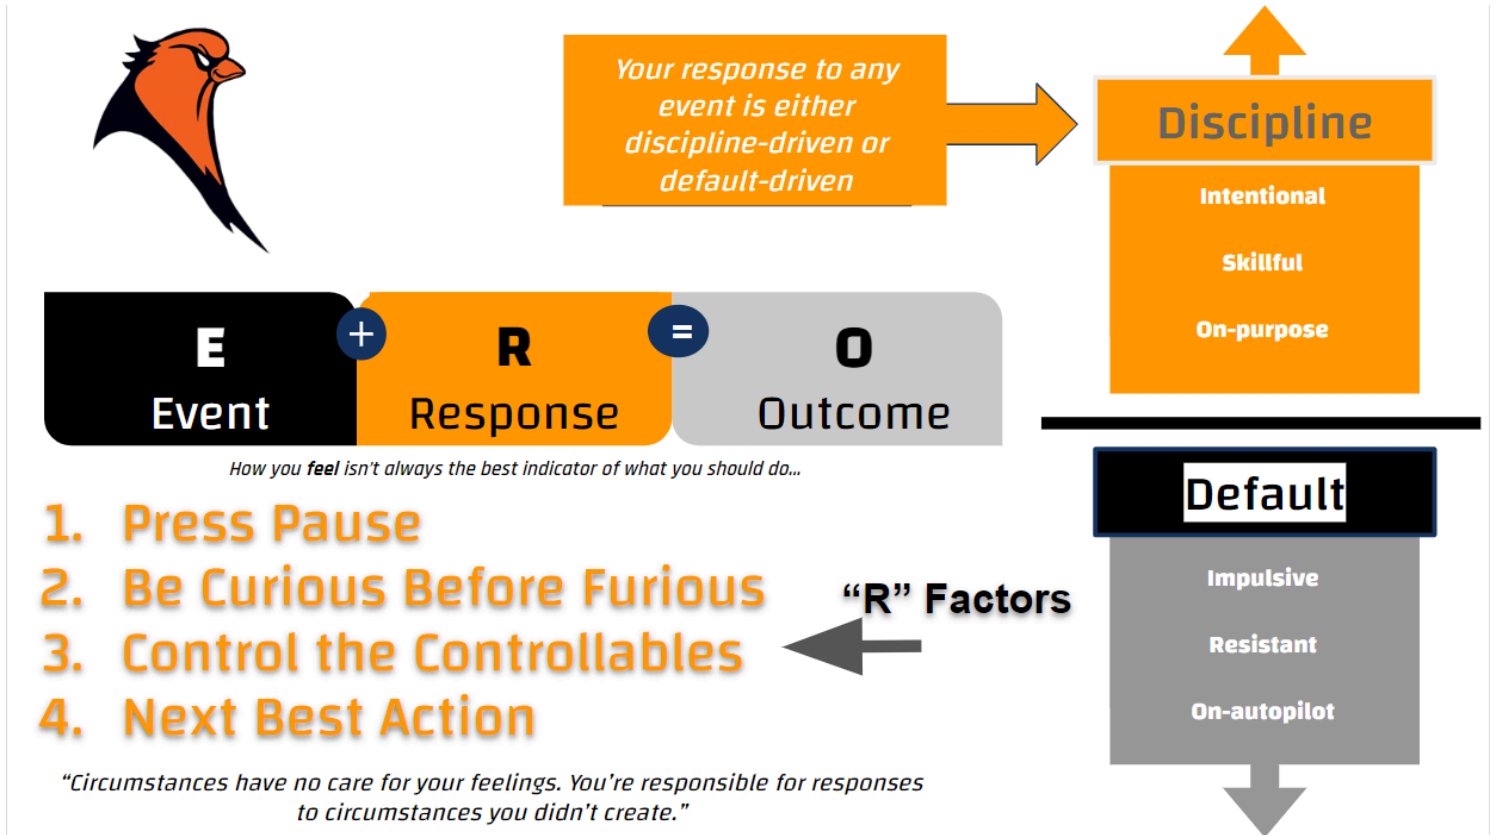 Your response to any
event is either
discipline-driven or
default-driven
Discipline
Intentional
Skillful
On-purpose
E + R = O
Event Response Outcome
How you feel isn't always the best indicator of what you should do...
1. Press Pause
2. Be Curious Before Furious
3. Control the Controllables
4. Next Best Action
“R” Factors
Default
Impulsive
Resistant
On-autopilot
“Circumstances have no care for your feelings. You're responsible for responses
to circumstances you didn't create.”